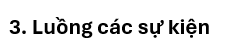 3. Luồng các sự kiện